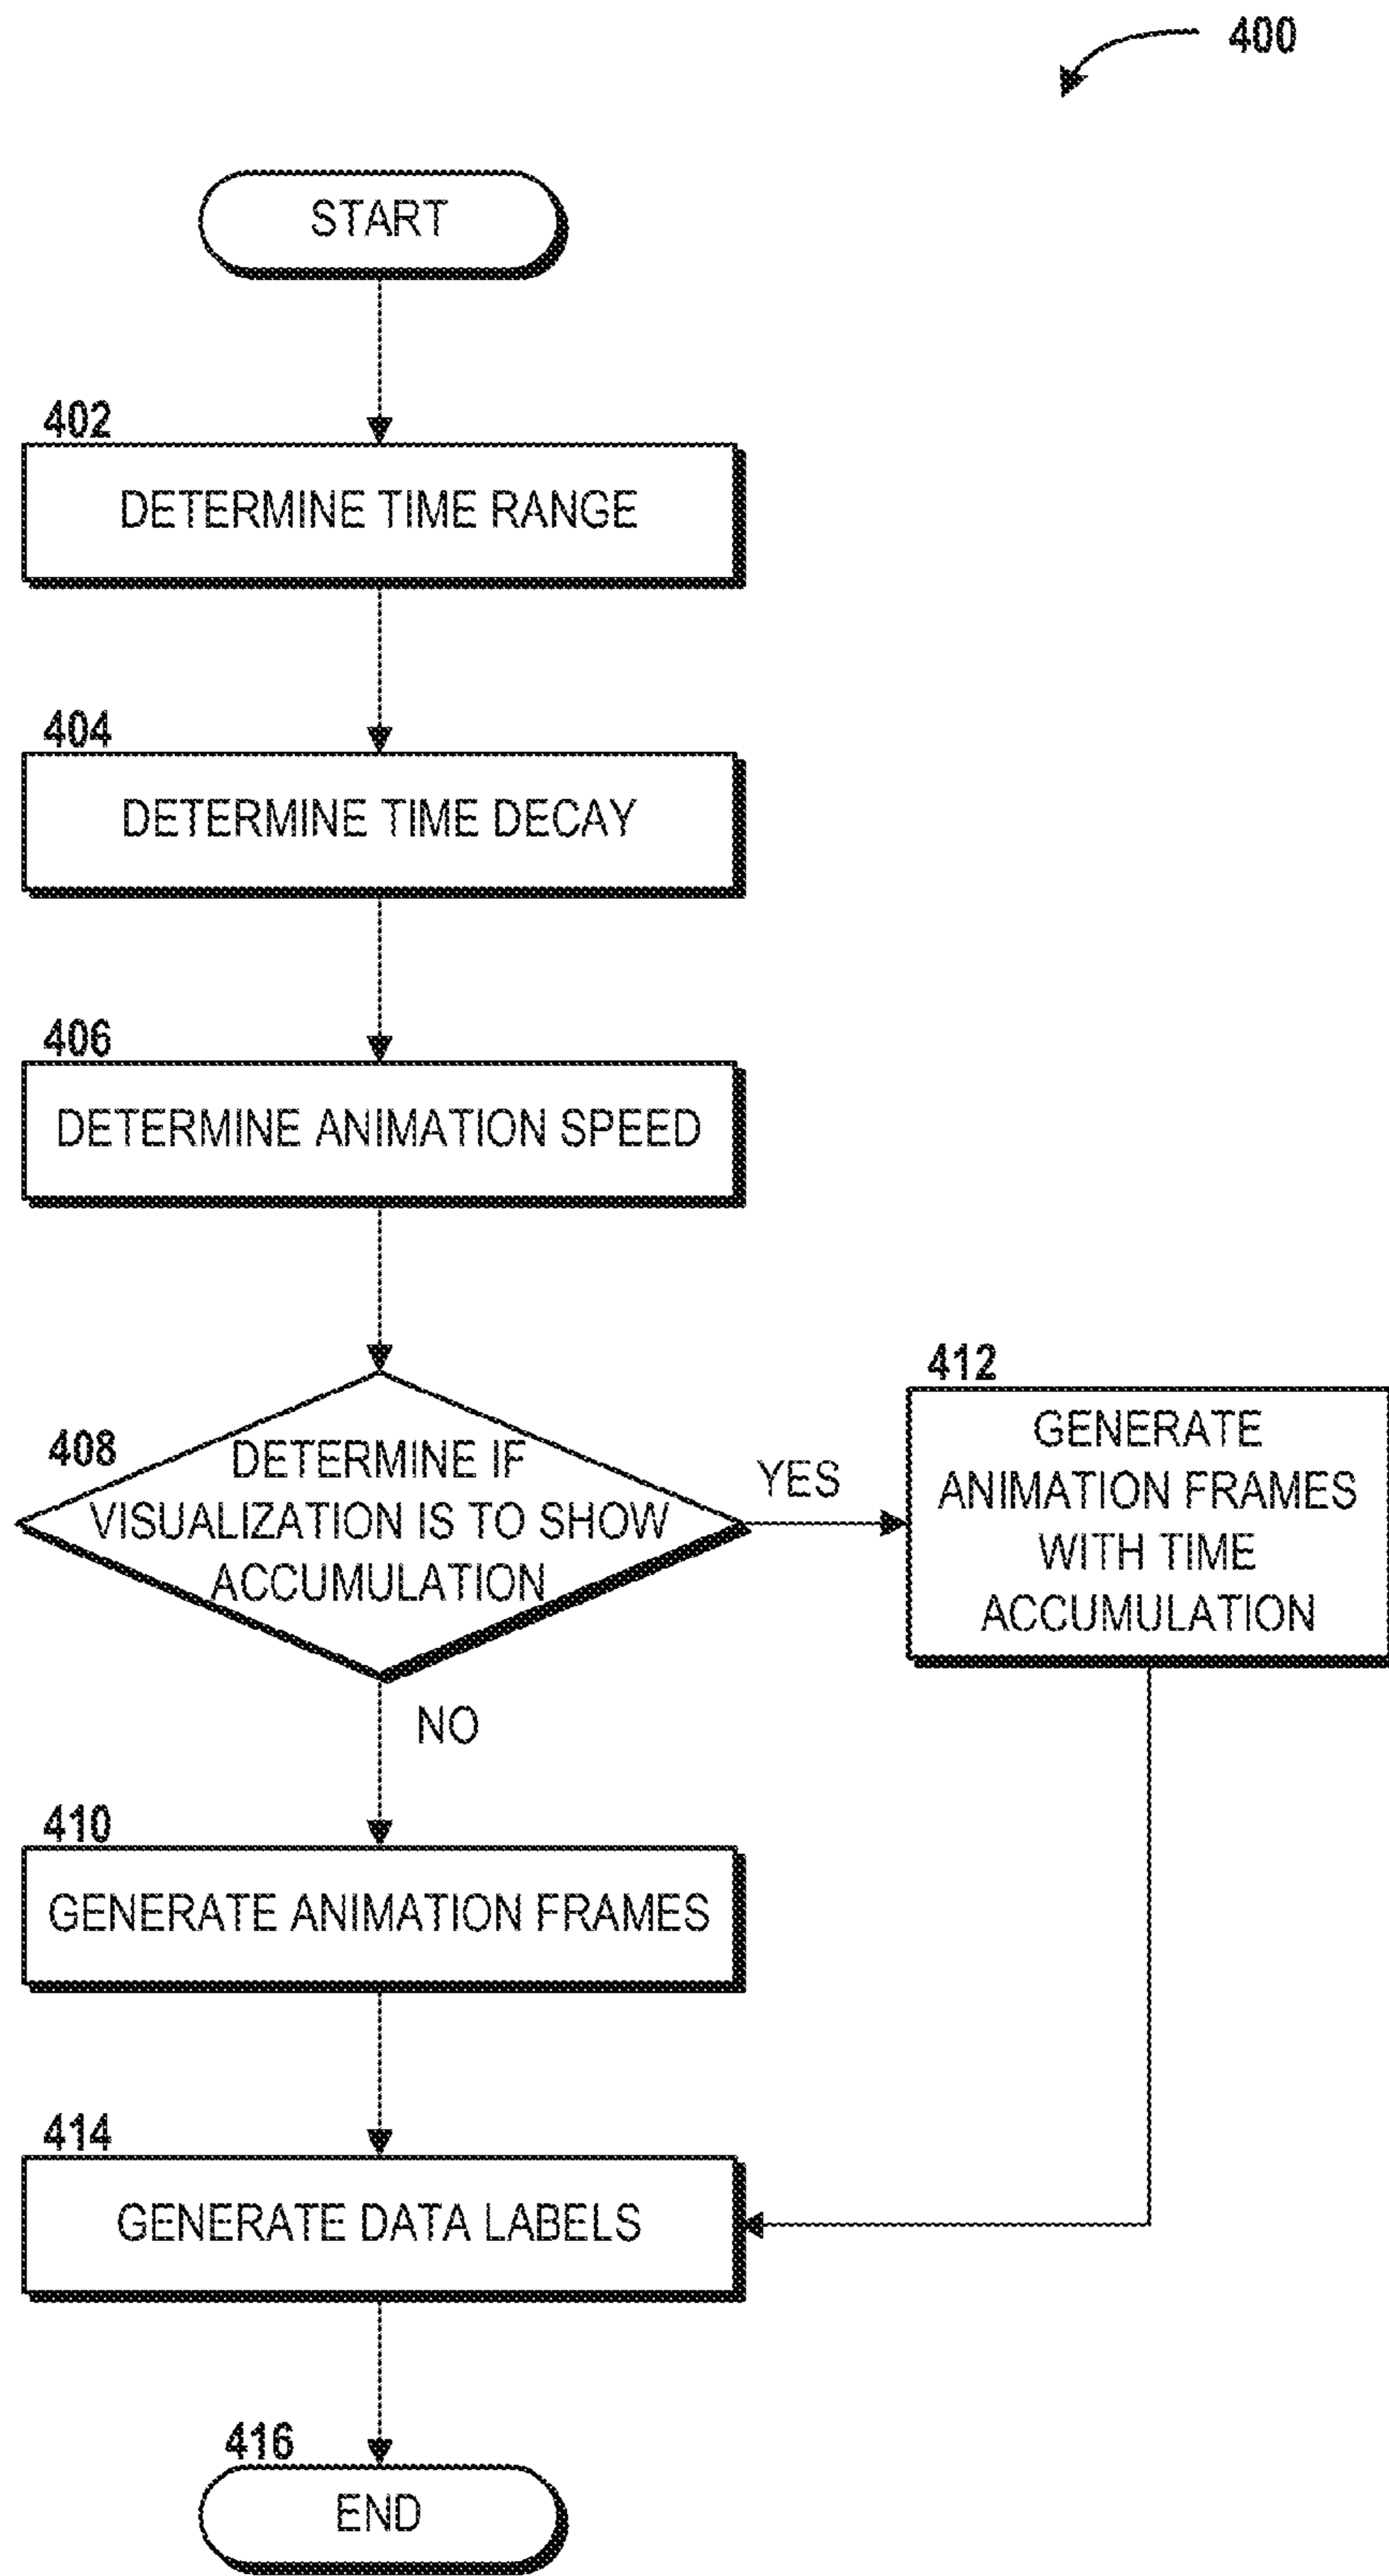 400
START
402
DETERMINE TIME RANGE
404
DETERMINE TIME DECAY
406
DETERMINE ANIMATION SPEED
408
DETERMINE IF
VISUALIZATION IS TO SHOW
ACCUMULATION
YES
412
GENERATE
ANIMATION FRAMES
WITH TIME
ACCUMULATION
NO
410
GENERATE ANIMATION FRAMES
414
GENERATE DATA LABELS
416
END